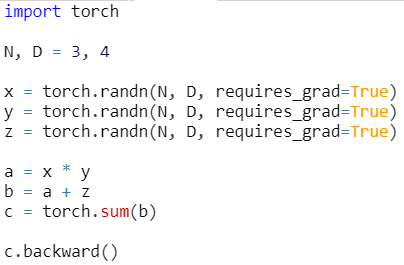 import torch
N, D = 3, 4
x = torch.randn(N, D, requires_grad=True)
y = torch.randn(N, D, requires_grad=True)
z = torch.randn(N, D, requires_grad=True)
a = x * y
b = a + z
c = torch.sum(b)
c.backward()